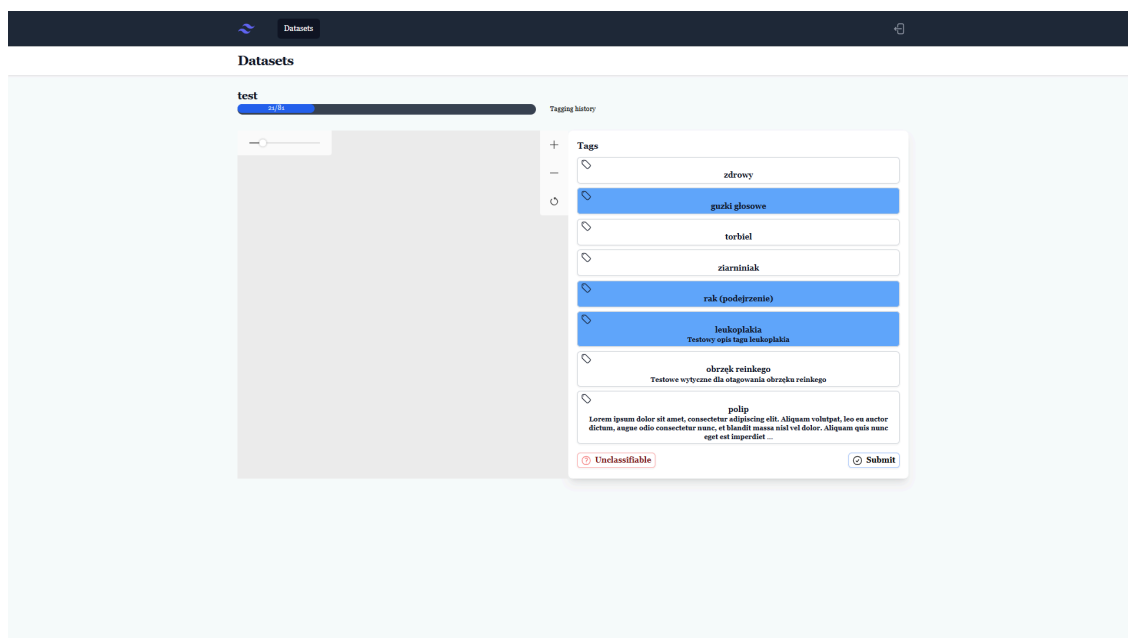 Datasets
Datasets
test
21/81
Tagging history
Tags
zdrowy
guzki głosowe
torbiel
ziarniniak
rak (podejrzenie)
leukoplakia
Testowy opis tagu leukoplakia
obrzęk reinkego
Testowe wytyczne dla otagowania obrzęku reinkego
polip
Lorem ipsum dolor sit amet, consectetur adipiscing elit. Aliquam volutpat, leo eu auctor
dictum, augue odio consectetur nunc, et blandit massa nisl vel dolor. Aliquam quis nunc
eget est imperdiet ...
Unclassifiable
Submit